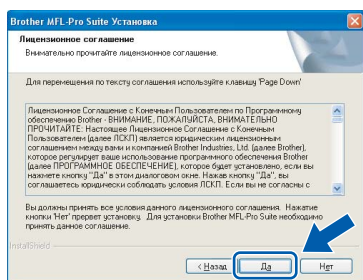 Brother MFL-Pro Suite Установка
Лицензионное соглашение
Внимательно прочитайте лицензионное соглашение.
Для перемещения по тексту соглашения используйте клавишу 'Page Down'
Лицензионное Соглашение с Конечным Пользователем по Программному
обеспечению Brother - ВНИМАНИЕ, ПОЖАЛУЙСТА, ВНИМАТЕЛЬНО
ПРОЧИТАЙТЕ: Настоящее Лицензионное Соглашение с Конечным
Пользователем (далее ЛСКП) является юридическим лицензионным
соглашением между вами и компанией Brother Industries, Ltd. (далее Brother),
которое регулирует ваше использование программного обеспечения Brother
(далее ПРОГРАММНОЕ ОБЕСПЕЧЕНИЕ), которое будет установлено, если вы
нажмете кнопку "Да" в этом диалоговом окне. Нажав кнопку "Да", вы
соглашаетесь юридически соблюдать условия ЛСКП. Если вы не согласны с
Вы должны принять все условия данного лицензионного соглашения. Нажатие
кнопки 'Нет' прервет установку. Для установки Brother MFL-Pro Suite необходимо
принять данное соглашение.
InstallShield
< Назад
Да
Нет